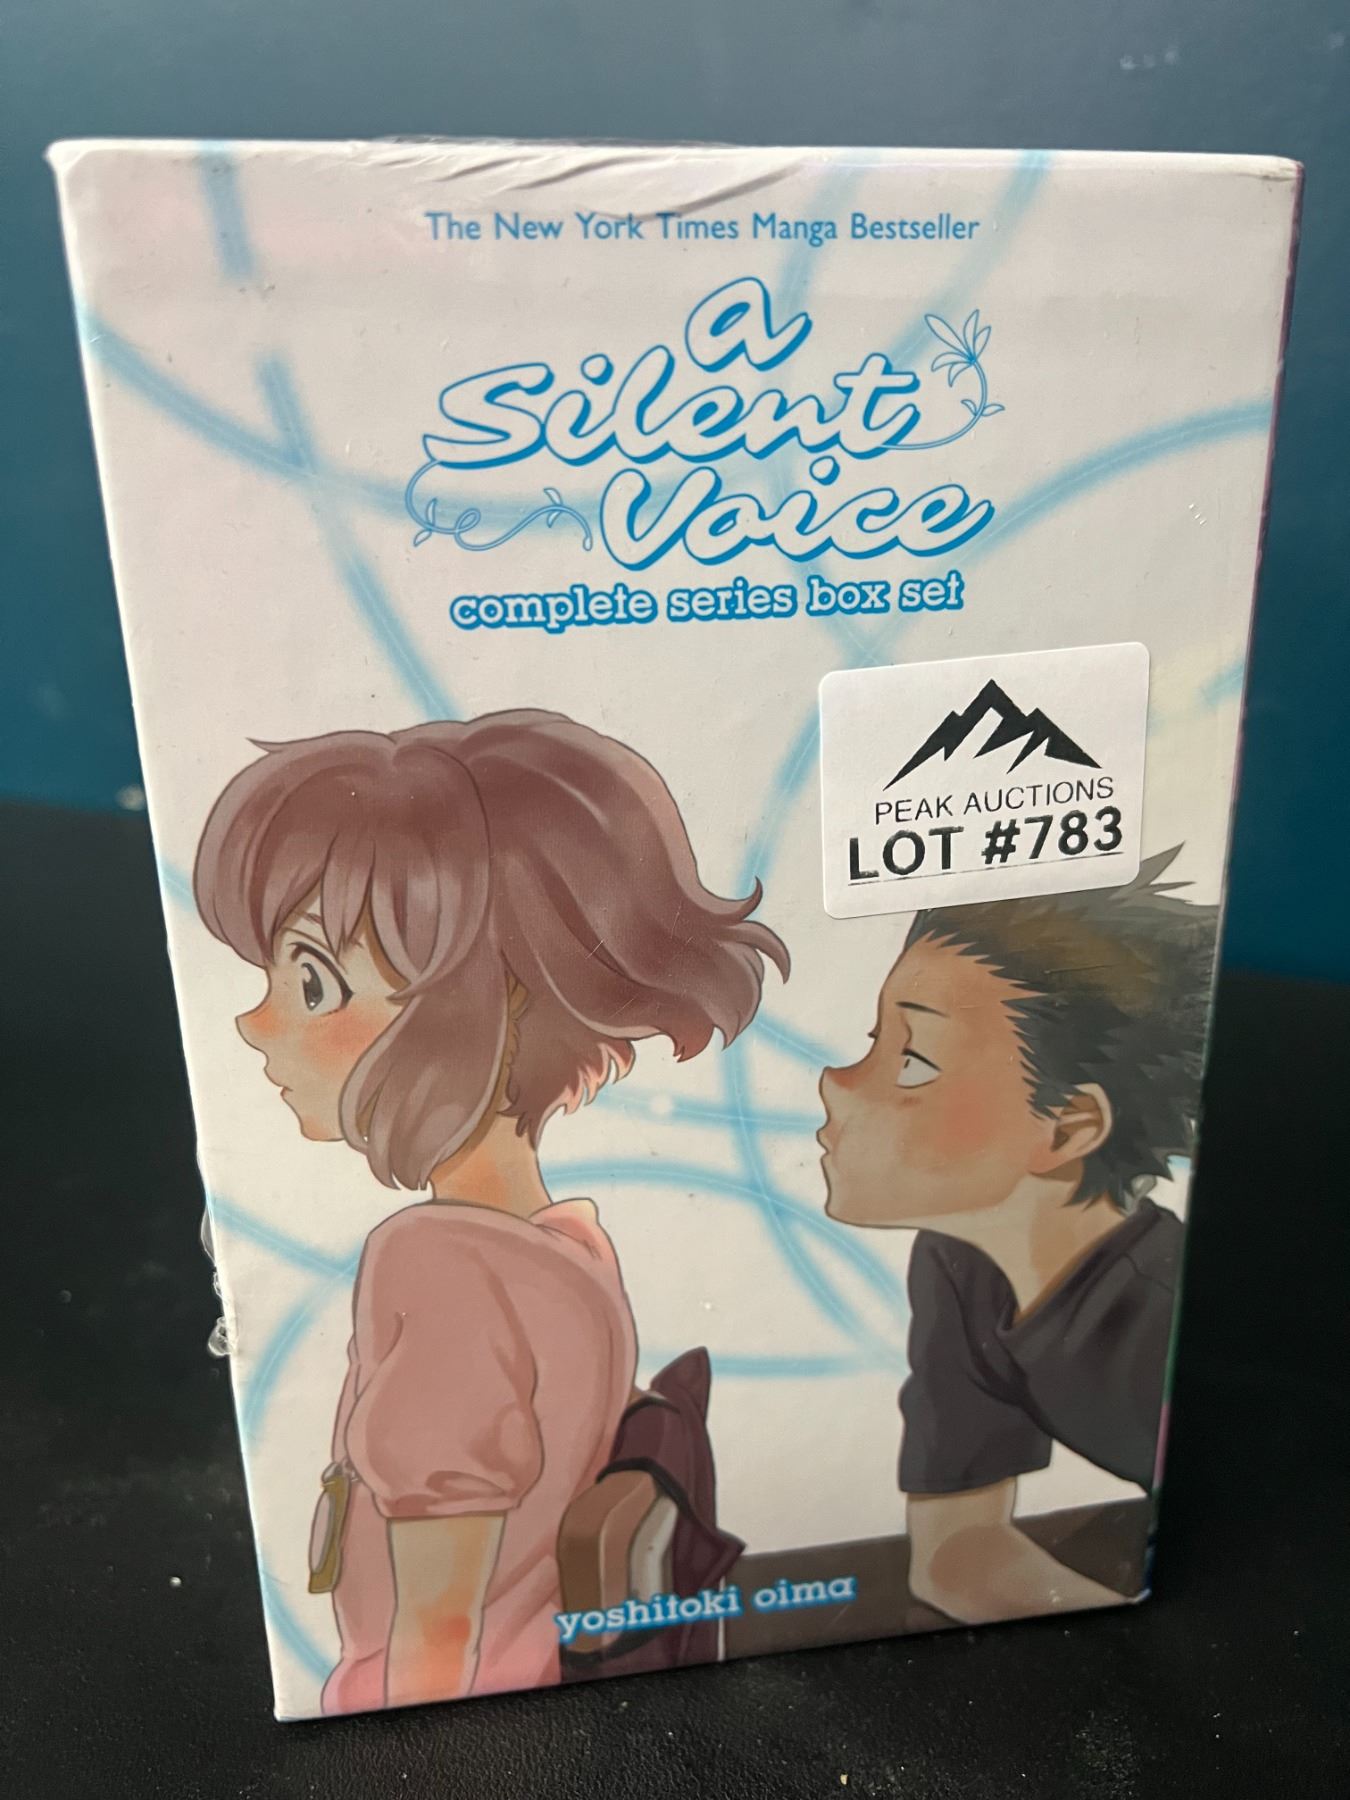 The New York Times Manga Bestseller
a
Silent
Voice
complete series box set
PEAK AUCTIONS
LOT #783
yoshitoki oima